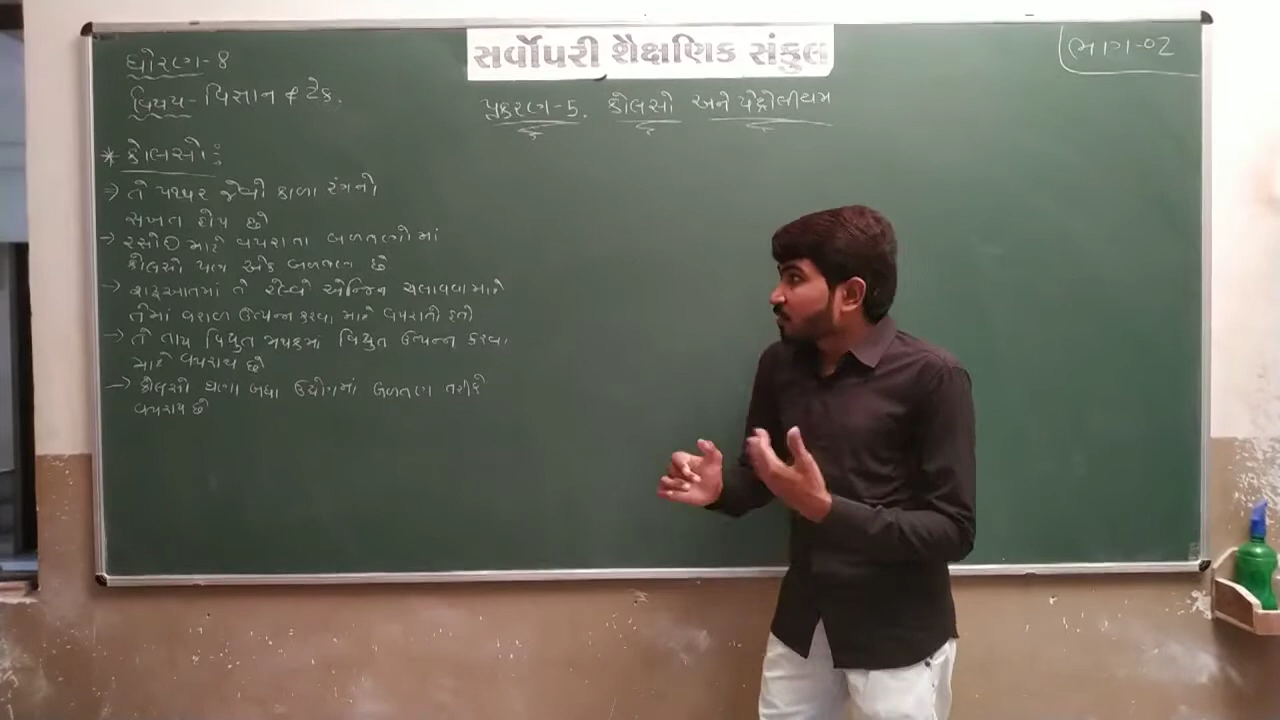 સર્વોપરી શૈક્ષણિક સંકુલ
ભાગ-02
ધોરણ-8
વિષય- વિજ્ઞાન & ટેક.
પ્રકરણ-5. કોલસો અને પેટ્રોલીયમ
* કોલસો :
→ તે પથ્થર જેવો કાળા રંગનો
સખત હોય છે
→ રસોઈ માટે વપરાતા બળતણોમાં
કોલસો પણ એક બળતણ છે
→ શરૂઆતમાં તે રેલ્વે એન્જિન ચલાવવા માટે
તેમાં વરાળ ઉત્પન્ન કરવા માટે વપરાતો હતો
→ તે તાપ વિદ્યુત મથકમાં વિદ્યુત ઉત્પન્ન કરવા
માટે વપરાય છે
→ કોલસો ઘણા બધા ઉદ્યોગમાં બળતણ તરીકે
વપરાય છે